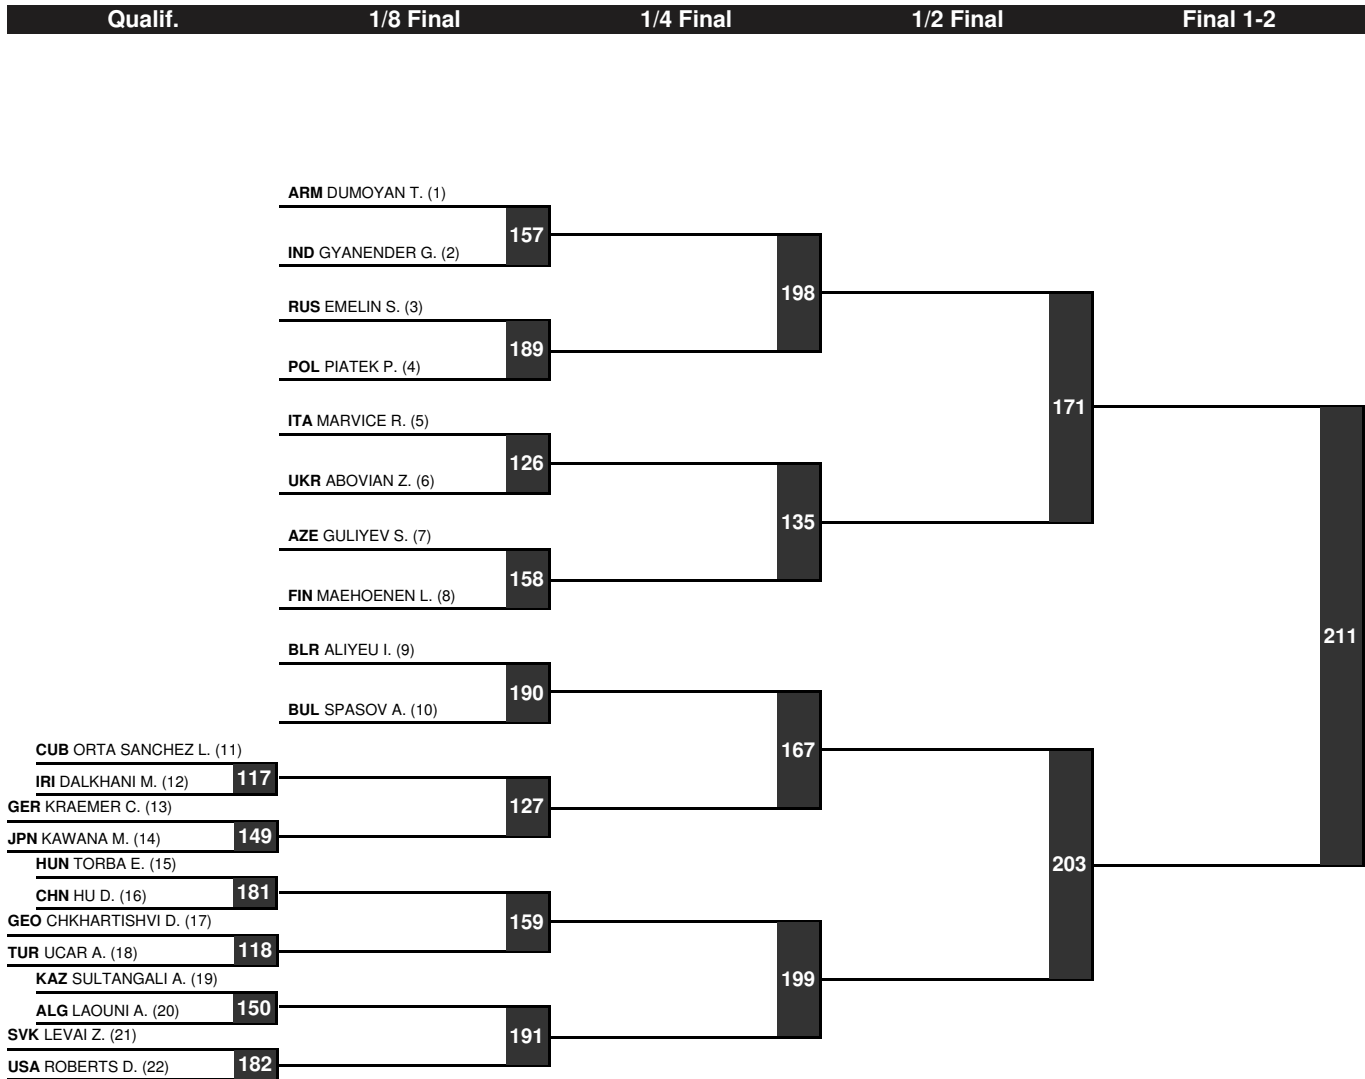 Qualif. 1/8 Final 1/4 Final 1/2 Final Final 1-2
ARM DUMOYAN T. (1)
157
IND GYANENDER G. (2)
198
RUS EMELIN S. (3)
189
POL PIATEK P. (4)
171
ITA MARVICE R. (5)
126
UKR ABOVIAN Z. (6)
135
AZE GULIYEV S. (7)
158
FIN MAEHOENEN L. (8)
211
BLR ALIYEU I. (9)
190
BUL SPASOV A. (10)
CUB ORTA SANCHEZ L. (11)
167
IRI DALKHANI M. (12) 117
GER KRAEMER C. (13)
127
JPN KAWANA M. (14) 149
HUN TORBA E. (15)
203
CHN HU D. (16) 181
GEO CHKHARTISHVI D. (17)
159
TUR UCAR A. (18) 118
KAZ SULTANGALI A. (19)
199
ALG LAOUNI A. (20) 150
SVK LEVAI Z. (21)
191
USA ROBERTS D. (22) 182